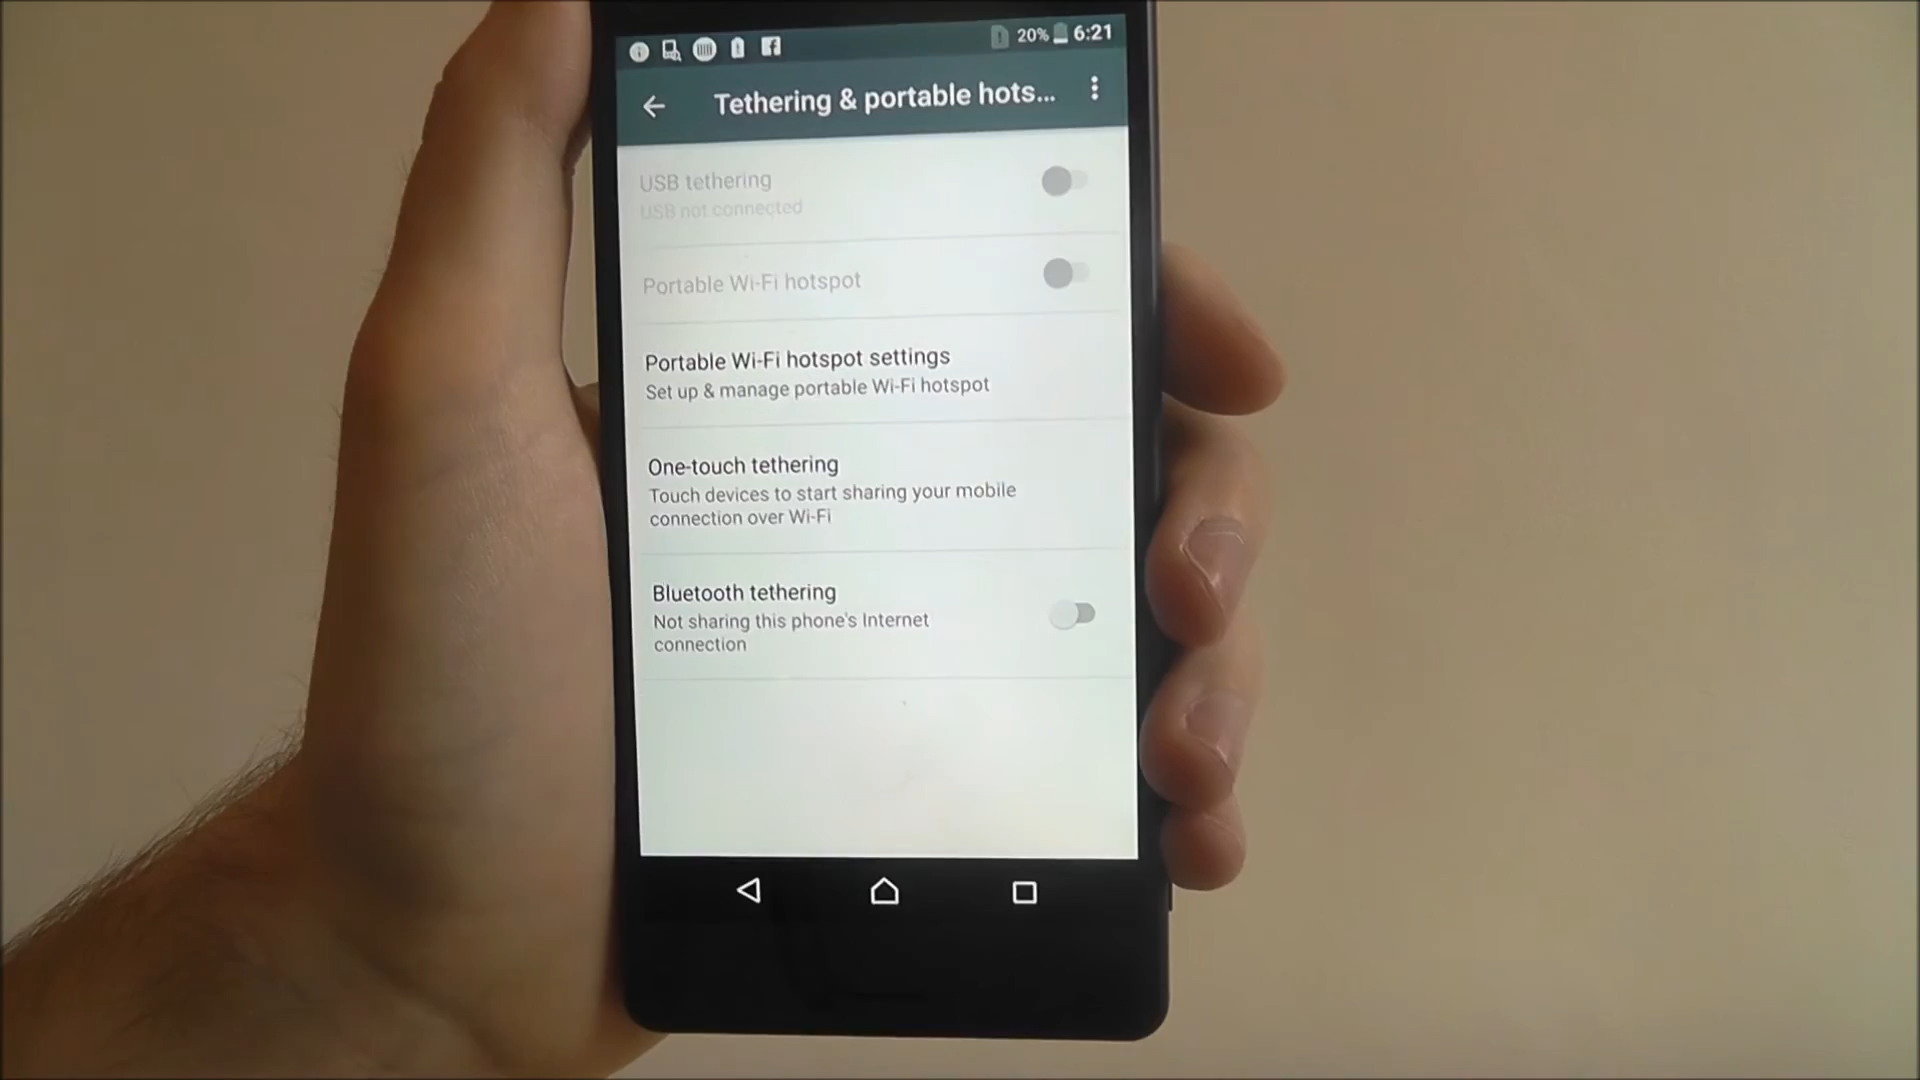 20% 6:21
Tethering & portable hots...
USB tethering
USB not connected
Portable Wi-Fi hotspot
Portable Wi-Fi hotspot settings
Set up & manage portable Wi-Fi hotspot
One-touch tethering
Touch devices to start sharing your mobile
connection over Wi-Fi
Bluetooth tethering
Not sharing this phone's Internet
connection